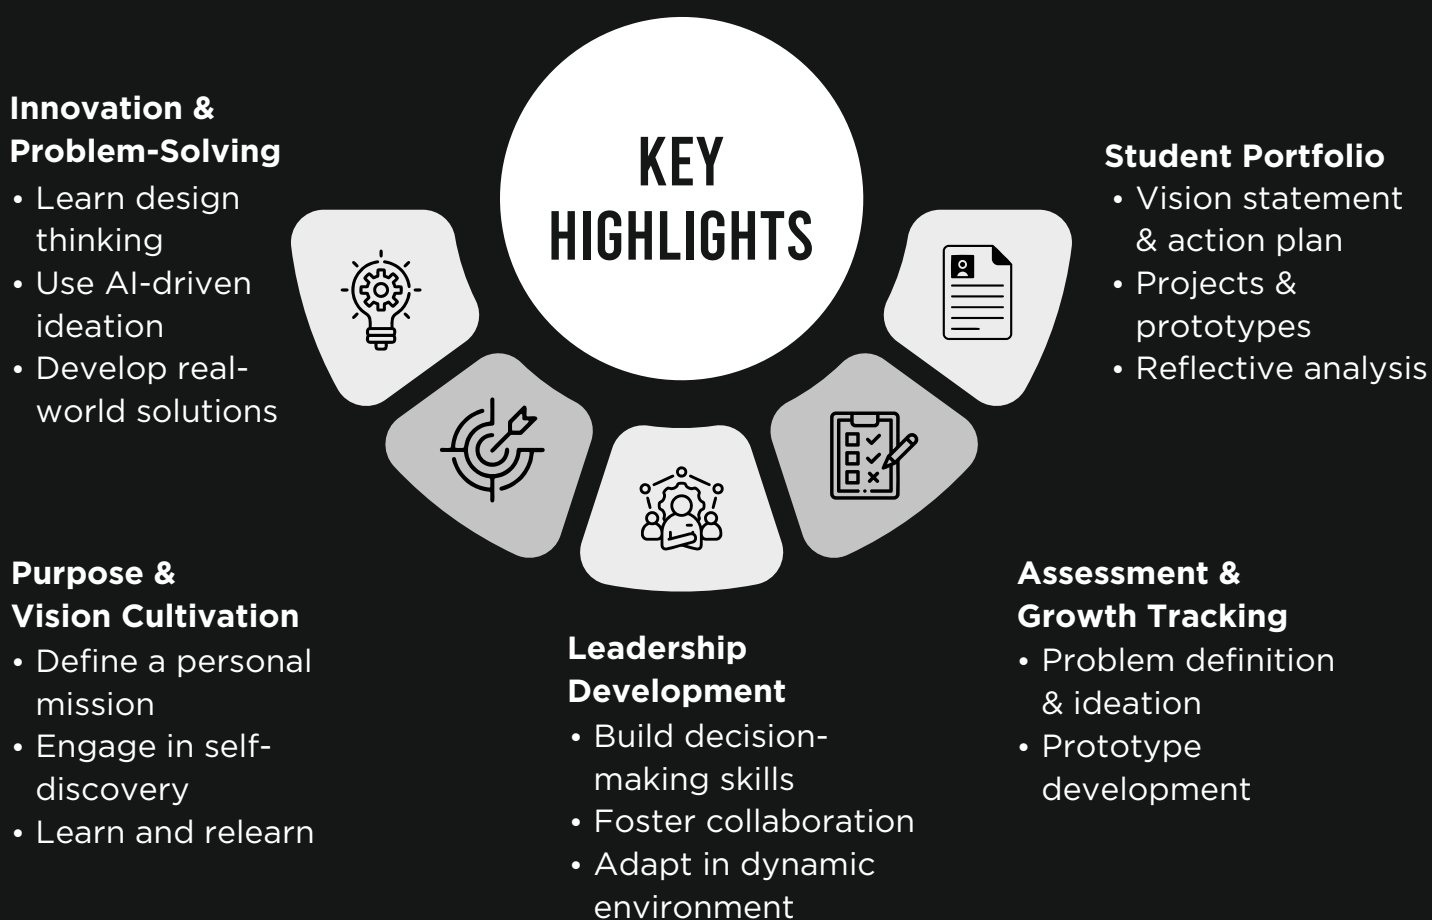 KEY
HIGHLIGHTS
Innovation &
Problem-Solving
• Learn design
thinking
• Use AI-driven
ideation
• Develop real-
world solutions
Purpose &
Vision Cultivation
• Define a personal
mission
• Engage in self-
discovery
• Learn and relearn
Leadership
Development
• Build decision-
making skills
• Foster collaboration
• Adapt in dynamic
environment
Assessment &
Growth Tracking
• Problem definition
& ideation
• Prototype
development
Student Portfolio
• Vision statement
& action plan
• Projects &
prototypes
• Reflective analysis